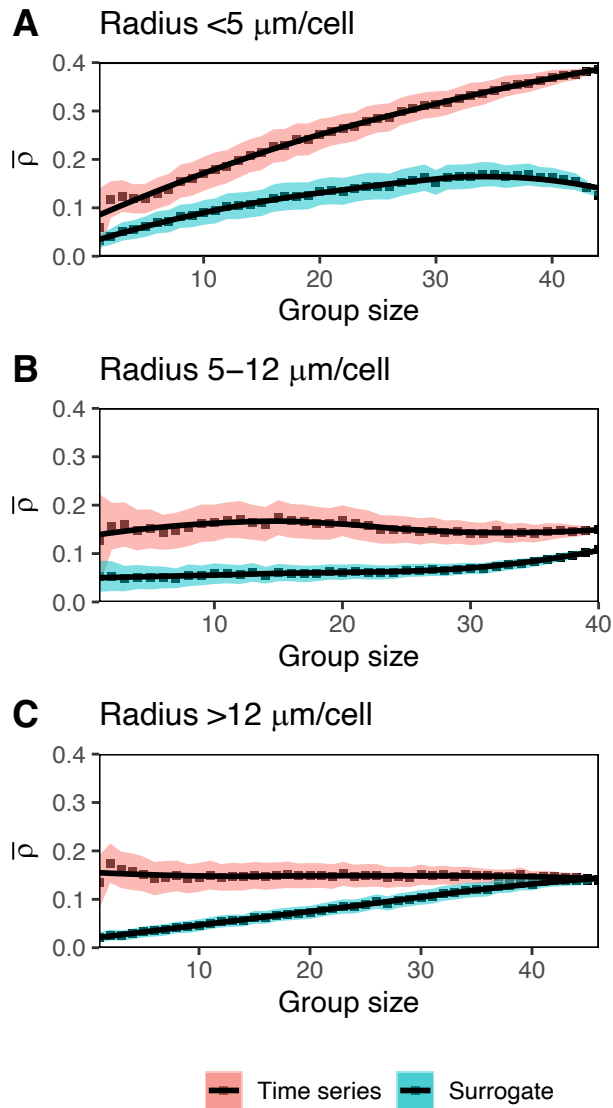 A Radius <5 μm/cell
0.4
0.3
0.2
0.1
0.0
ρ̅
10 20 30 40
Group size
B Radius 5–12 μm/cell
0.4
0.3
0.2
0.1
0.0
ρ̅
10 20 30 40
Group size
C Radius >12 μm/cell
0.4
0.3
0.2
0.1
0.0
ρ̅
10 20 30 40
Group size
Time series Surrogate